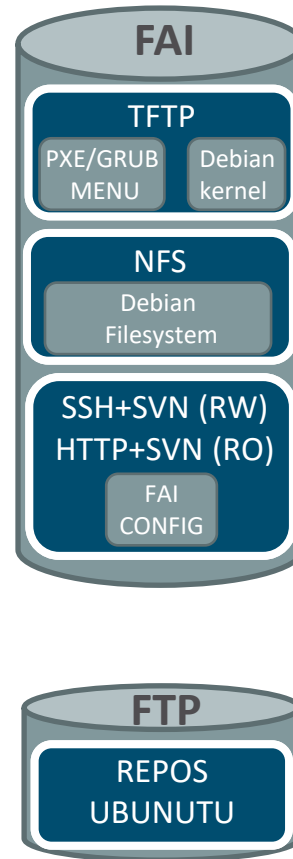 FAI
TFTP
PXE/GRUB
MENU
Debian
kernel
NFS
Debian
Filesystem
SSH+SVN (RW)
HTTP+SVN (RO)
FAI
CONFIG
FTP
REPOS
UBUNUTU